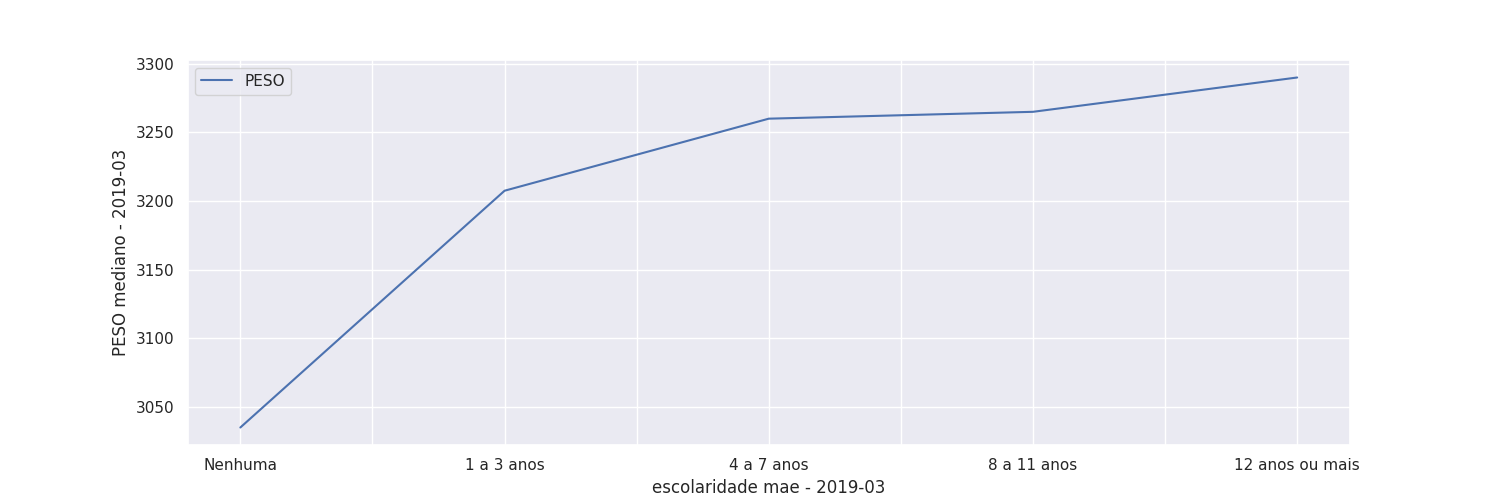 PESO
3300
3250
3200
3150
3100
3050
PESO mediano - 2019-03
Nenhuma
1 a 3 anos
4 a 7 anos
8 a 11 anos
12 anos ou mais
escolaridade mae - 2019-03